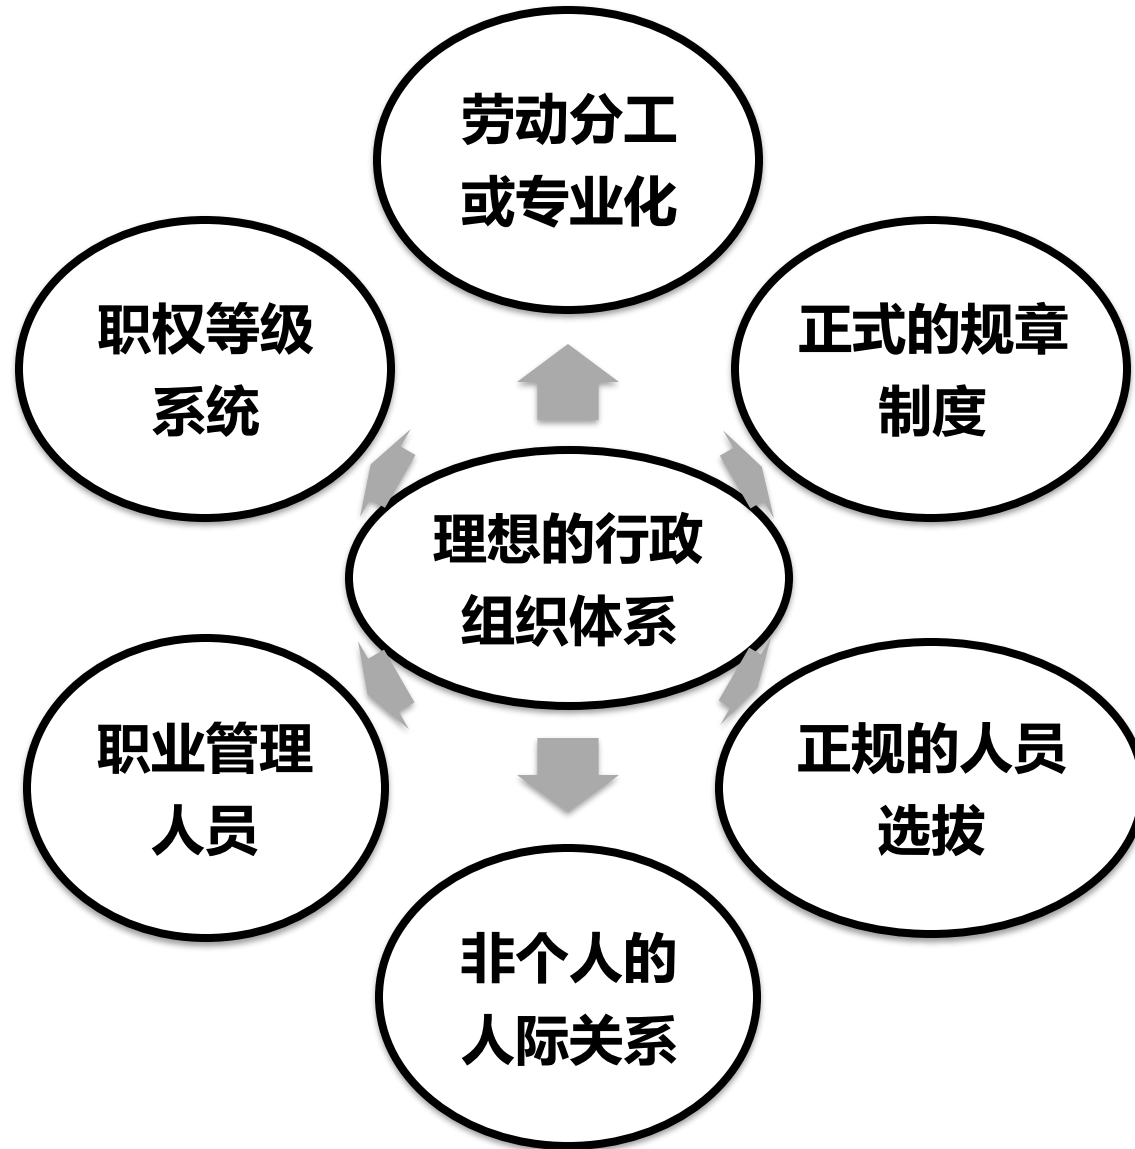 劳动分工
或专业化
职权等级
系统
正式的规章
制度
理想的行政
组织体系
职业管理
人员
正规的人员
选拔
非个人的
人际关系